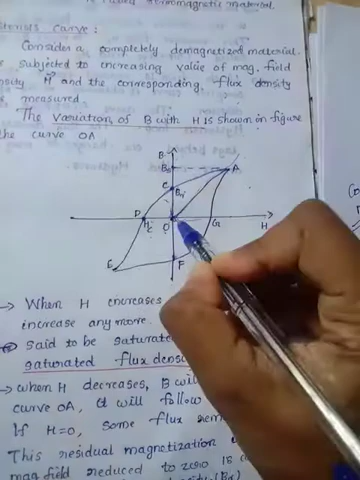 ferromagnetic material
Curve:
Consider a completely demagnetized material.
subjected to increasing value of mag. field
H and the corresponding flux density
measured.
The variation of B with H is shown in figure
the curve OA
B
Bs
A
C
Br
D
Hc
O
G
H
E
F
→ When H increases
increase any more.
said to be saturate
saturated flux dens
→ when H decreases, B wil
curve OA, it will follow
If H=0, some flux rem
This residual magnetization
mag field reduced to zero is
(Br)